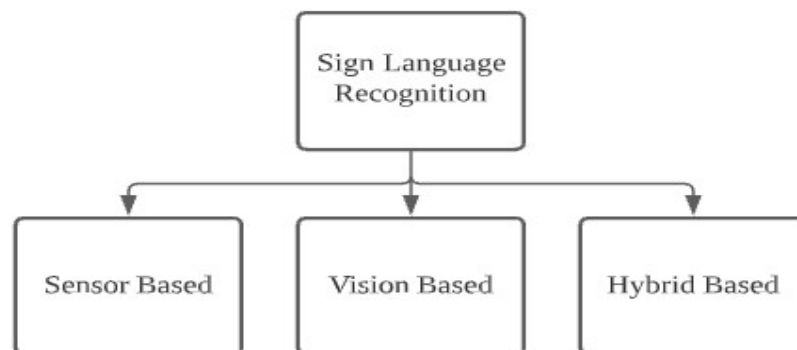 Sign Language
Recognition
Sensor Based
Vision Based
Hybrid Based